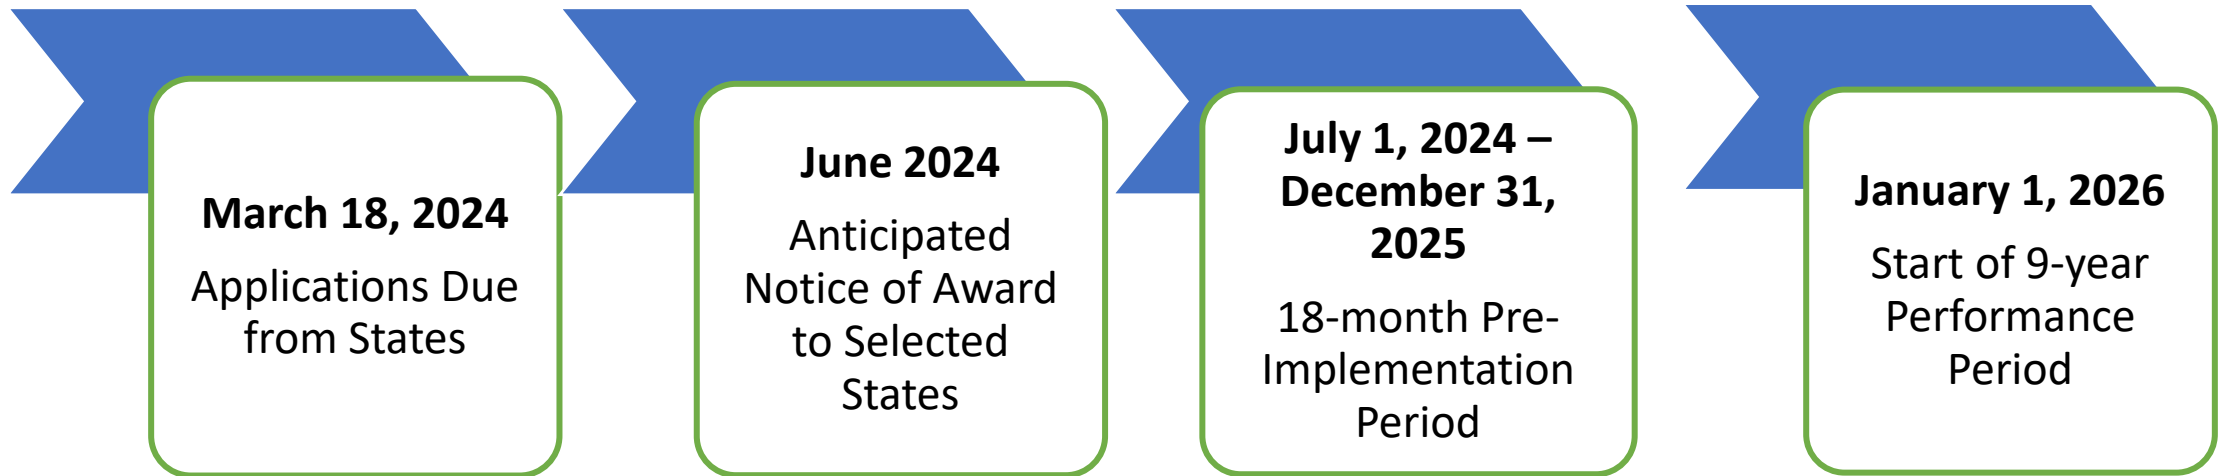 March 18, 2024
Applications Due
from States
June 2024
Anticipated
Notice of Award
to Selected
States
July 1, 2024 –
December 31,
2025
18-month Pre-
Implementation
Period
January 1, 2026
Start of 9-year
Performance
Period